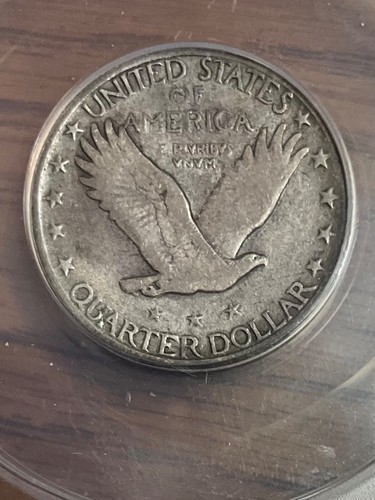 UNITED STATES
OF
AMERICA
E PLURIBUS
UNUM
QUARTER DOLLAR